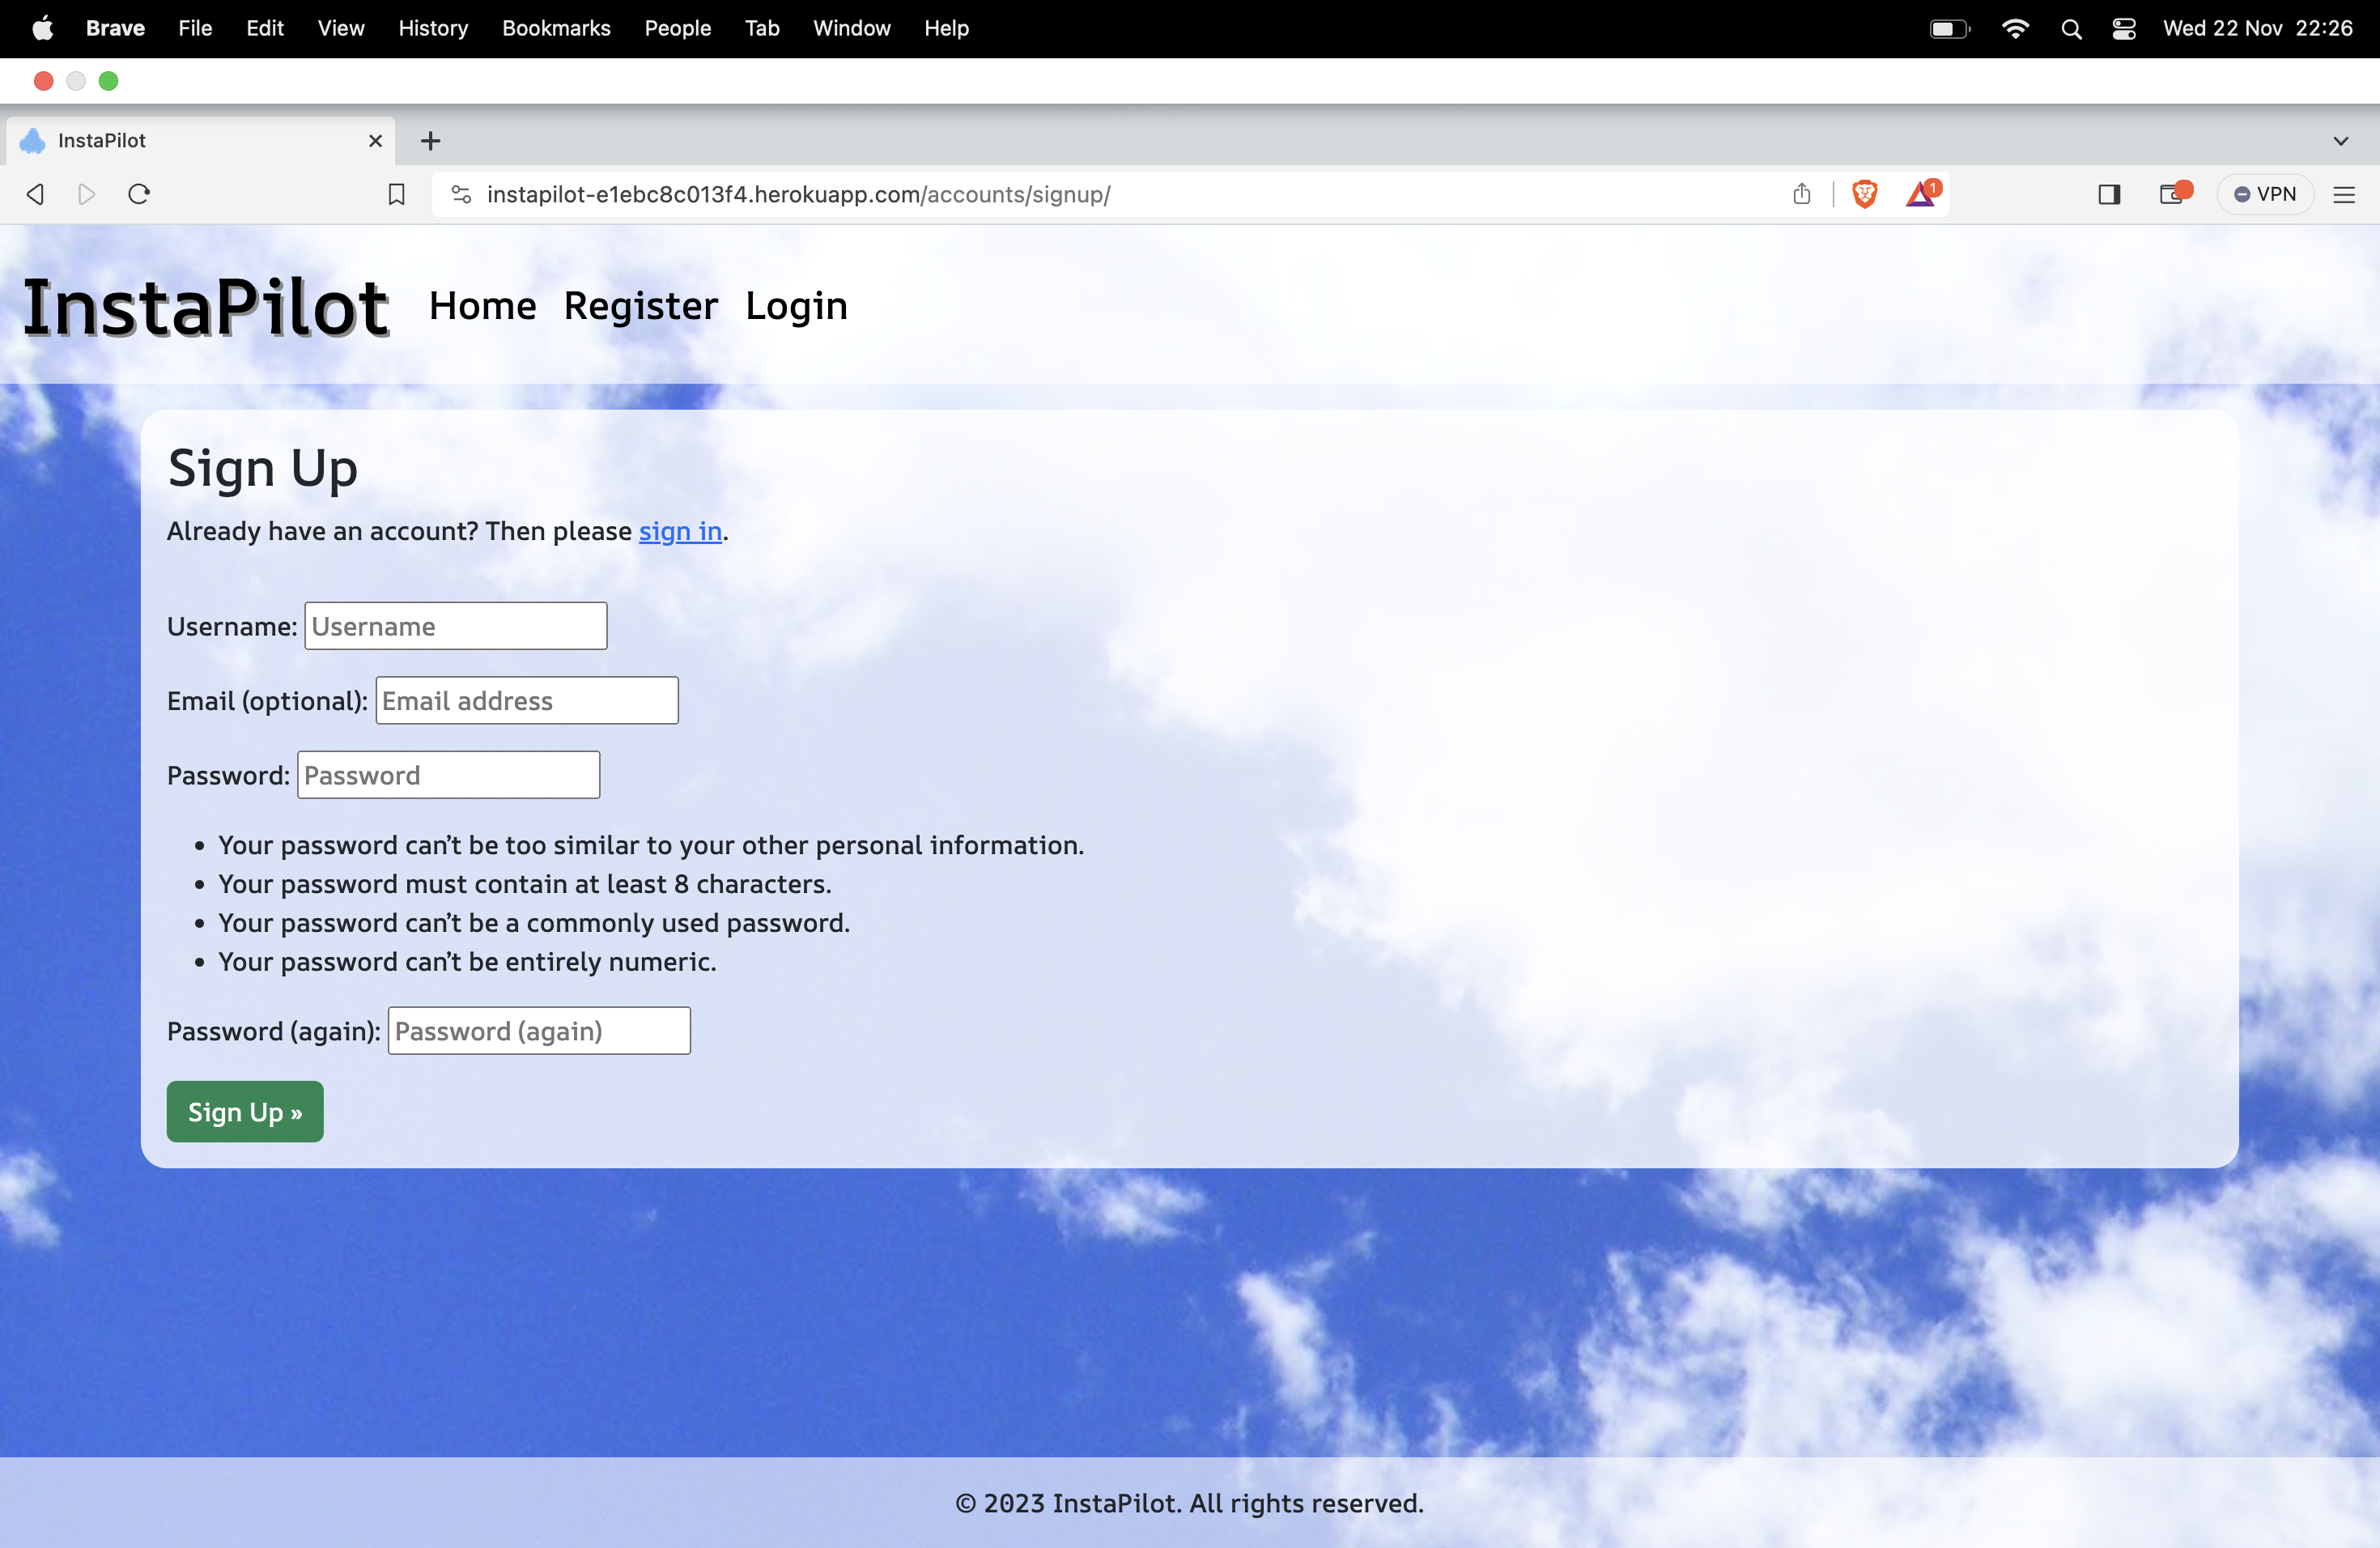 Brave File Edit View History Bookmarks People Tab Window Help Wed 22 Nov 22:26
InstaPilot
instapilot-e1ebc8c013f4.herokuapp.com/accounts/signup/ 1 VPN
InstaPilot Home Register Login
Sign Up
Already have an account? Then please sign in.
Username: Username
Email (optional): Email address
Password: Password
• Your password can’t be too similar to your other personal information.
• Your password must contain at least 8 characters.
• Your password can’t be a commonly used password.
• Your password can’t be entirely numeric.
Password (again): Password (again)
Sign Up »
© 2023 InstaPilot. All rights reserved.